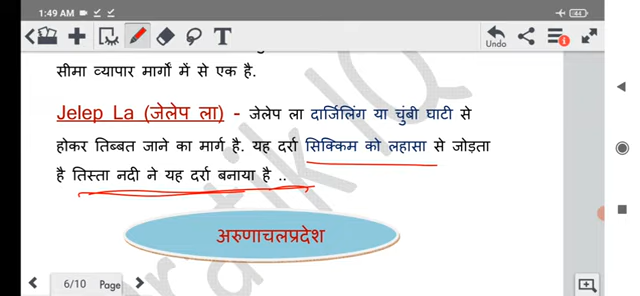 1:49 AM
44
T
Undo
सीमा व्यापार मार्गों में से एक है.
Jelep La (जेलेप ला) - जेलेप ला दार्जिलिंग या चुंबी घाटी से
होकर तिब्बत जाने का मार्ग है. यह दर्रा सिक्किम को लहासा से जोड़ता
है तिस्ता नदी ने यह दर्रा बनाया है ..
अरुणाचलप्रदेश
6/10 Page